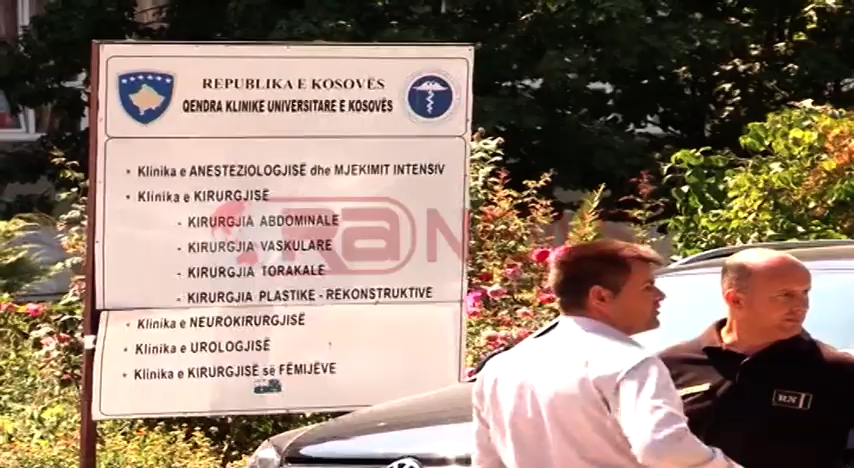 REPUBLIKA E KOSOVËS
QENDRA KLINIKE UNIVERSITARE E KOSOVËS
• Klinika e ANESTEZIOLOGJISË dhe MJEKIMIT INTENSIV
• Klinika e KIRURGJISË
- KIRURGJIA ABDOMINALE
- KIRURGJIA VASKULARE
- KIRURGJIA TORAKALE
- KIRURGJIA PLASTIKE - REKONSTRUKTIVE
• Klinika e NEUROKIRURGJISË
• Klinika e UROLOGJISË
• Klinika e KIRURGJISË së FËMIJËVE